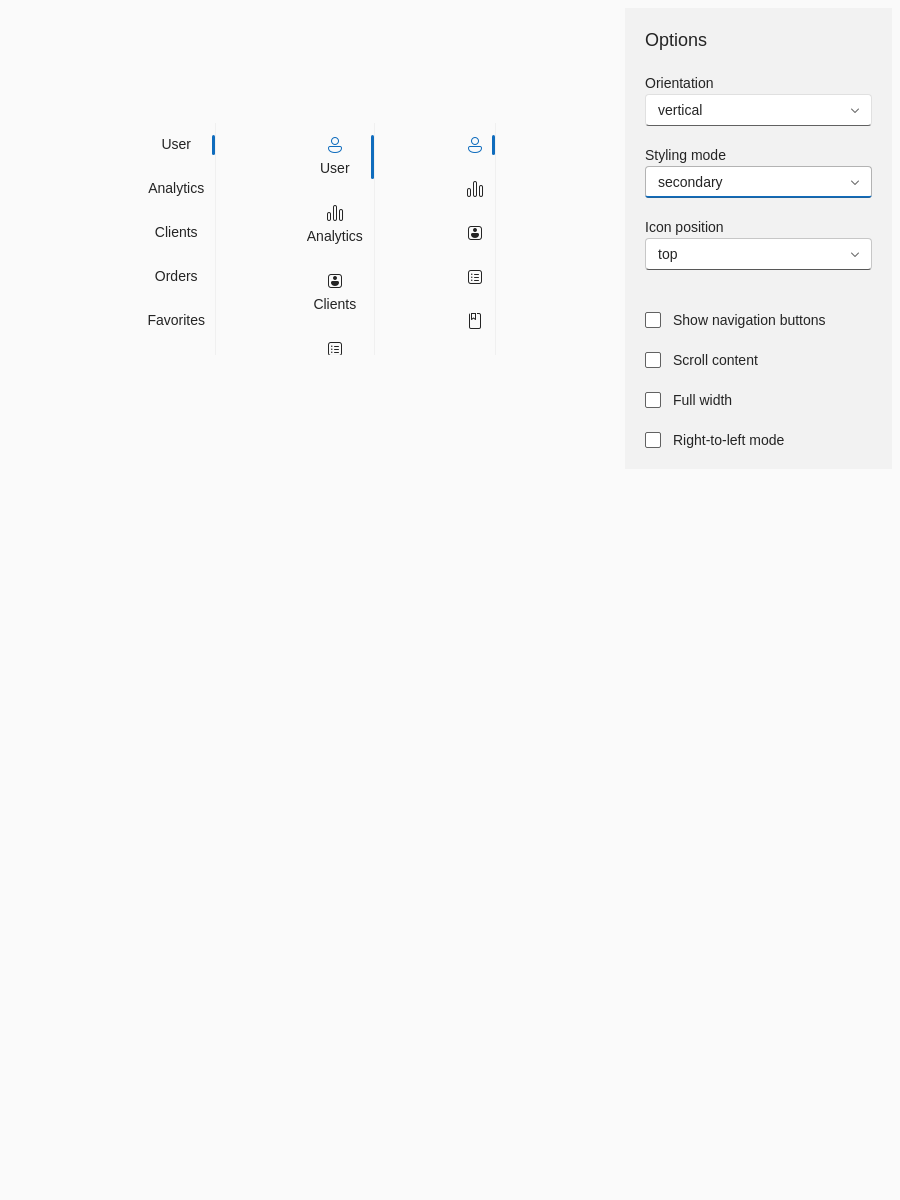 User
Analytics
Clients
Orders
Favorites
User
Analytics
Clients
Options
Orientation
vertical
Styling mode
secondary
Icon position
top
Show navigation buttons
Scroll content
Full width
Right-to-left mode